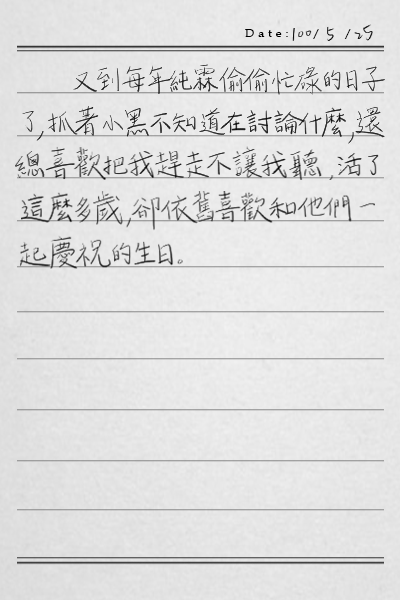 Date:100/5/25
又到每年純霖偷偷忙碌的日子
了,抓著小黑不知道在討論什麼,還
總喜歡把我趕走不讓我聽,活了
這麼多歲,卻依舊喜歡和他們一
起慶祝的生日。